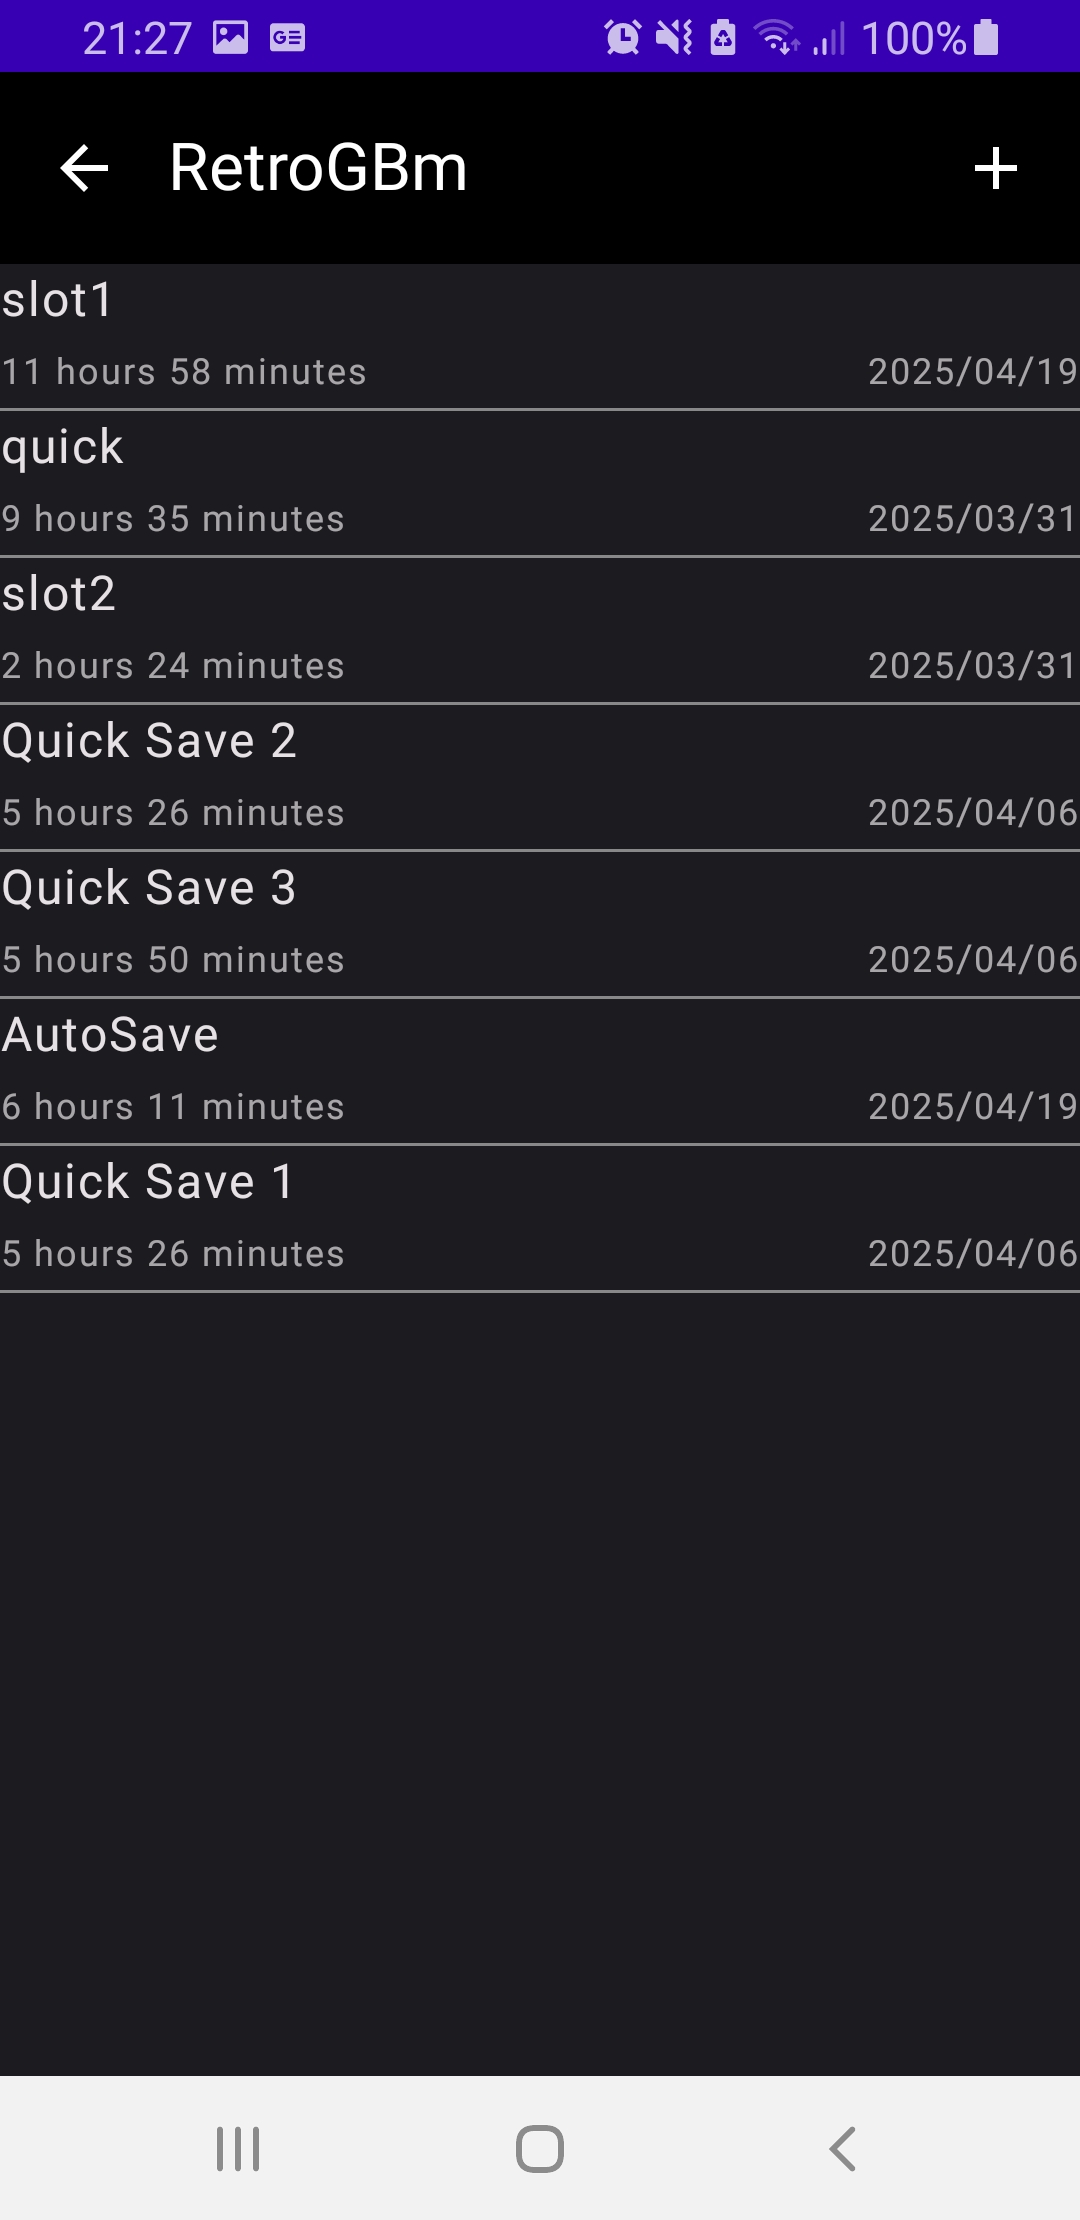 21:27 100%
RetroGBm
slot1
11 hours 58 minutes 2025/04/19
quick
9 hours 35 minutes 2025/03/31
slot2
2 hours 24 minutes 2025/03/31
Quick Save 2
5 hours 26 minutes 2025/04/06
Quick Save 3
5 hours 50 minutes 2025/04/06
AutoSave
6 hours 11 minutes 2025/04/19
Quick Save 1
5 hours 26 minutes 2025/04/06